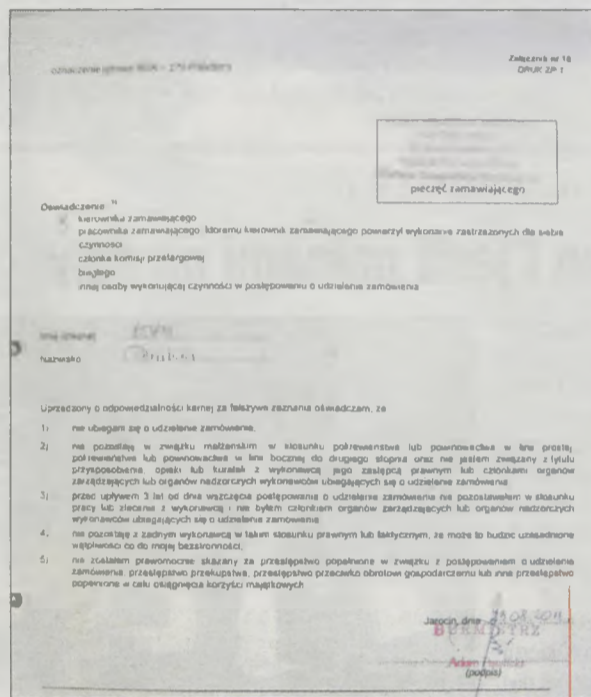 Załącznik nr 18
DRUK ZP-1
pieczęć zamawiającego
Oświadczenie *)
kierownika zamawiającego
pracownika zamawiającego któremu kierownik zamawiającego powierzył wykonanie zastrzeżonych dla siebie
czynności
członka komisji przetargowej
biegłego
innej osoby wykonującej czynności w postępowaniu o udzielenie zamówienia
Nazwisko
Uprzedzony o odpowiedzialności karnej za fałszywe zeznania oświadczam, że
1) nie ubiegam się o udzielenie zamówienia,
2) nie pozostaję w związku małżeńskim w stosunku pokrewieństwa lub powinowactwa w linii prostej,
pokrewieństwa lub powinowactwa w linii bocznej do drugiego stopnia oraz nie jestem związany z tytułu
przysposobienia, opieki lub kurateli z wykonawcą jego zastępcą prawnym lub członkami organów
zarządzających lub organów nadzorczych wykonawców ubiegających się o udzielenie zamówienia
3) przed upływem 3 lat od dnia wszczęcia postępowania o udzielenie zamówienia nie pozostawałem w stosunku
pracy lub zlecenia z wykonawcą i nie byłem członkiem organów zarządzających lub organów nadzorczych
wykonawców ubiegających się o udzielenie zamówienia
4) nie pozostaję z żadnym wykonawcą w takim stosunku prawnym lub faktycznym, że może to budzić uzasadnione
wątpliwości co do mojej bezstronności,
5) nie zostałem prawomocnie skazany za przestępstwo popełnione w związku z postępowaniem o udzielenie
zamówienia, przestępstwo przekupstwa, przestępstwo przeciwko obrotowi gospodarczemu lub inne przestępstwo
popełnione w celu osiągnięcia korzyści majątkowych
Jarocin, dnia
BURMISTRZ
Adam
(podpis)